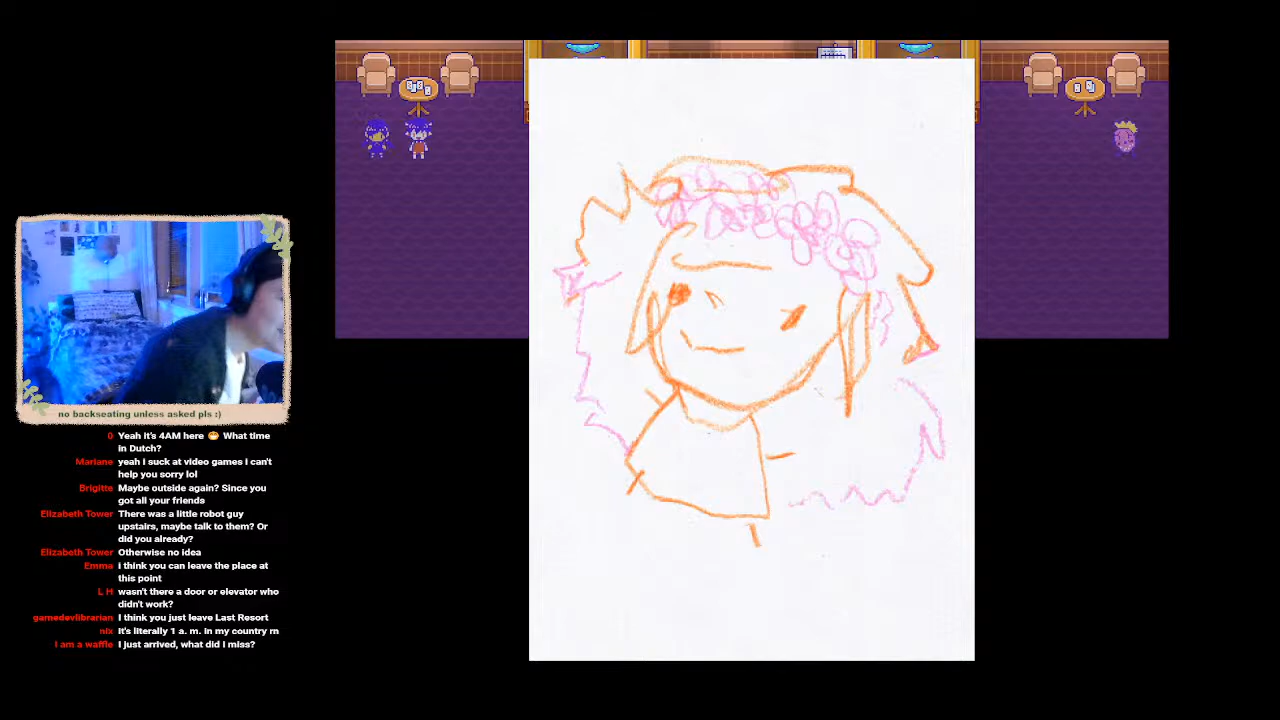 no backseating unless asked pls :)
0 Yeah it's 4AM here 😁 What time
in Dutch?
Mariane yeah i suck at video games i can't
help you sorry lol
Brigitte Maybe outside again? Since you
got all your friends
Elizabeth Tower There was a little robot guy
upstairs, maybe talk to them? Or
did you already?
Elizabeth Tower Otherwise no idea
Emma i think you can leave the place at
this point
L H wasn't there a door or elevator who
didn't work?
gamedevlibrarian I think you just leave Last Resort
nix It's literally 1 a. m. in my country rn
I am a waffle I just arrived, what did I miss?